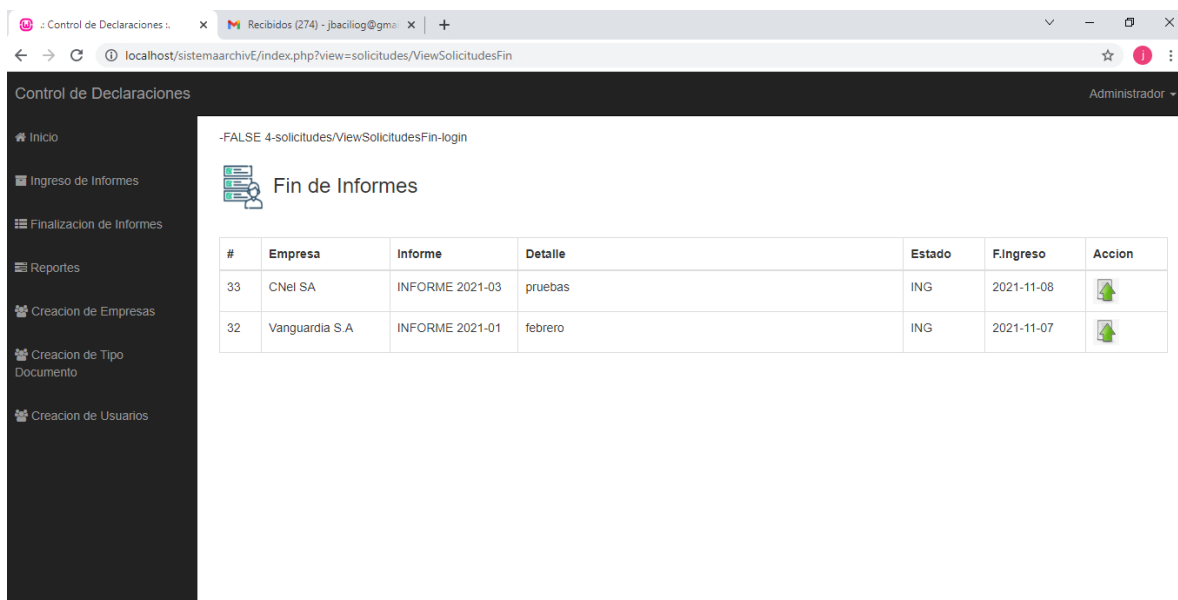 .: Control de Declaraciones :.
Recibidos (274) - jbaciliog@gmai
localhost/sistemaarchivE/index.php?view=solicitudes/ViewSolicitudesFin
j
Control de Declaraciones
Administrador
Inicio
Ingreso de Informes
Finalizacion de Informes
Reportes
Creacion de Empresas
Creacion de Tipo
Documento
Creacion de Usuarios
-FALSE 4-solicitudes/ViewSolicitudesFin-login
Fin de Informes
# Empresa Informe Detalle Estado F.Ingreso Accion
33 CNel SA INFORME 2021-03 pruebas ING 2021-11-08
32 Vanguardia S.A INFORME 2021-01 febrero ING 2021-11-07